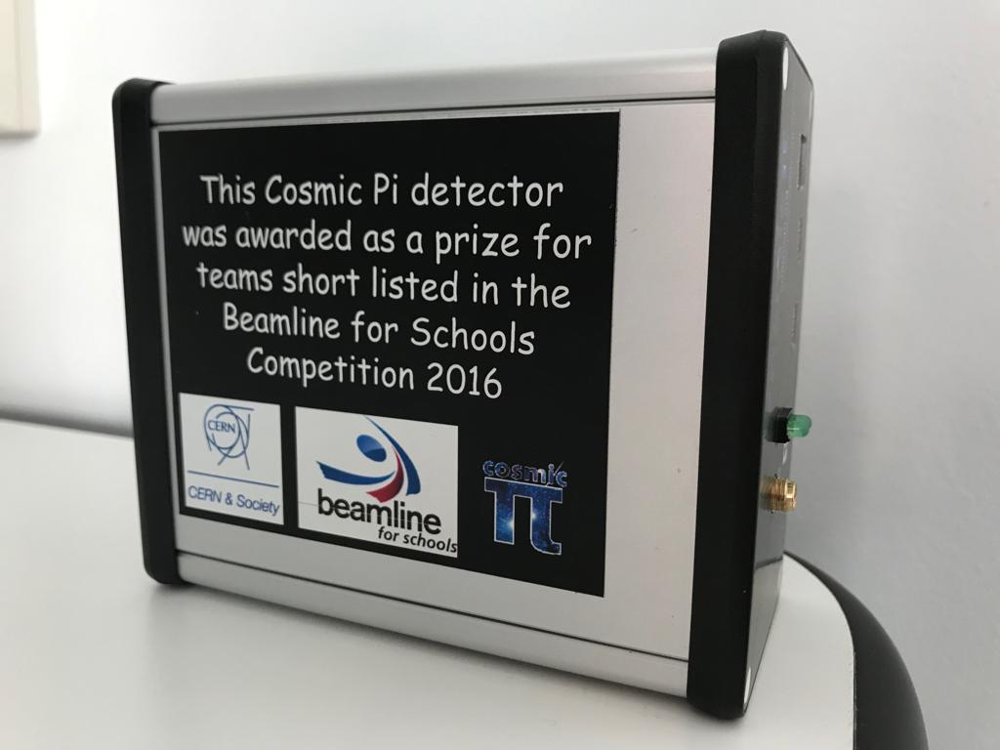 This Cosmic Pi detector
was awarded as a prize for
teams short listed in the
Beamline for Schools
Competition 2016
CERN
CERN & Society
beamline
for schools
cosmic
π